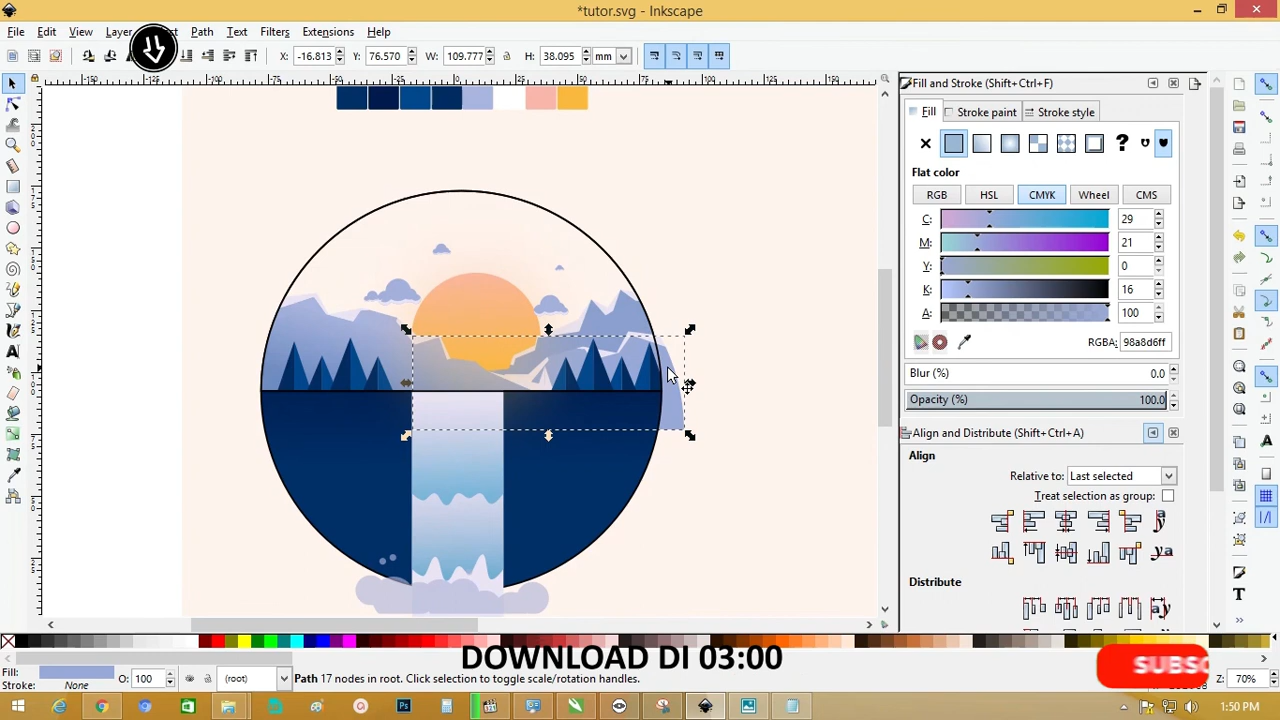 *tutor.svg - Inkscape
File Edit View Layer Path Text Filters Extensions Help
X: -16.813 Y: 76.570 W: 109.777 H: 38.095 mm
Fill and Stroke (Shift+Ctrl+F)
Fill Stroke paint Stroke style
Flat color
RGB HSL CMYK Wheel CMS
C: 29
M: 21
Y: 0
K: 16
A: 100
RGBA: 98a8d6ff
Blur (%) 0.0
Opacity (%) 100.0
Align and Distribute (Shift+Ctrl+A)
Align
Relative to: Last selected
Treat selection as group:
Distribute
DOWNLOAD DI 03:00
SUBSC
Fill:
Stroke: None
O: 100
(root)
Path 17 nodes in root. Click selection to toggle scale/rotation handles.
Z: 70%
1:50 PM